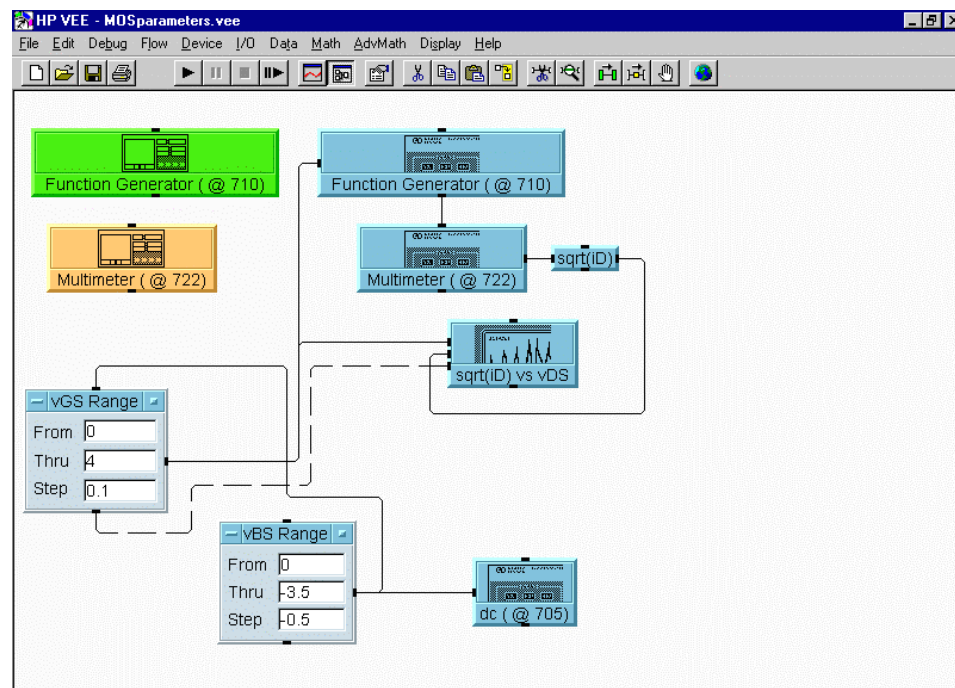 HP VEE - MOSparameters.vee
File Edit Debug Flow Device I/O Data Math AdvMath Display Help
Function Generator ( @ 710)
Function Generator ( @ 710)
Multimeter ( @ 722)
Multimeter ( @ 722)
sqrt(iD)
sqrt(iD) vs vDS
vGS Range
From 0
Thru 4
Step 0.1
vBS Range
From 0
Thru -3.5
Step -0.5
dc ( @ 705)